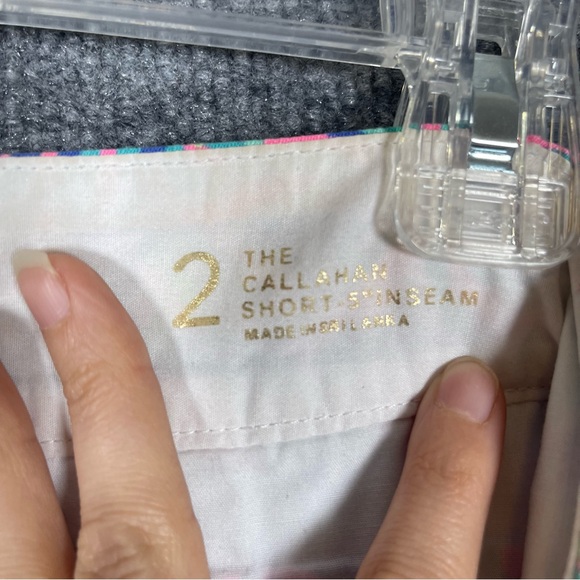 2
THE
CALLAHAN
SHORT-5"INSEAM
MADE IN SRI LANKA